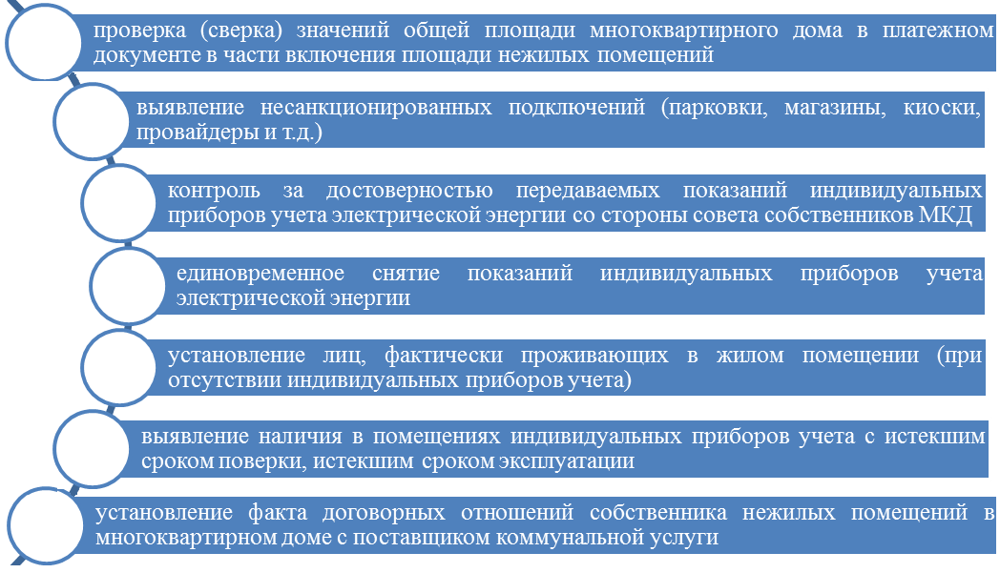 проверка (сверка) значений общей площади многоквартирного дома в платежном
документе в части включения площади нежилых помещений
выявление несанкционированных подключений (парковки, магазины, киоски,
провайдеры и т.д.)
контроль за достоверностью передаваемых показаний индивидуальных
приборов учета электрической энергии со стороны совета собственников МКД
единовременное снятие показаний индивидуальных приборов учета
электрической энергии
установление лиц, фактически проживающих в жилом помещении (при
отсутствии индивидуальных приборов учета)
выявление наличия в помещениях индивидуальных приборов учета с истекшим
сроком поверки, истекшим сроком эксплуатации
установление факта договорных отношений собственника нежилых помещений в
многоквартирном доме с поставщиком коммунальной услуги